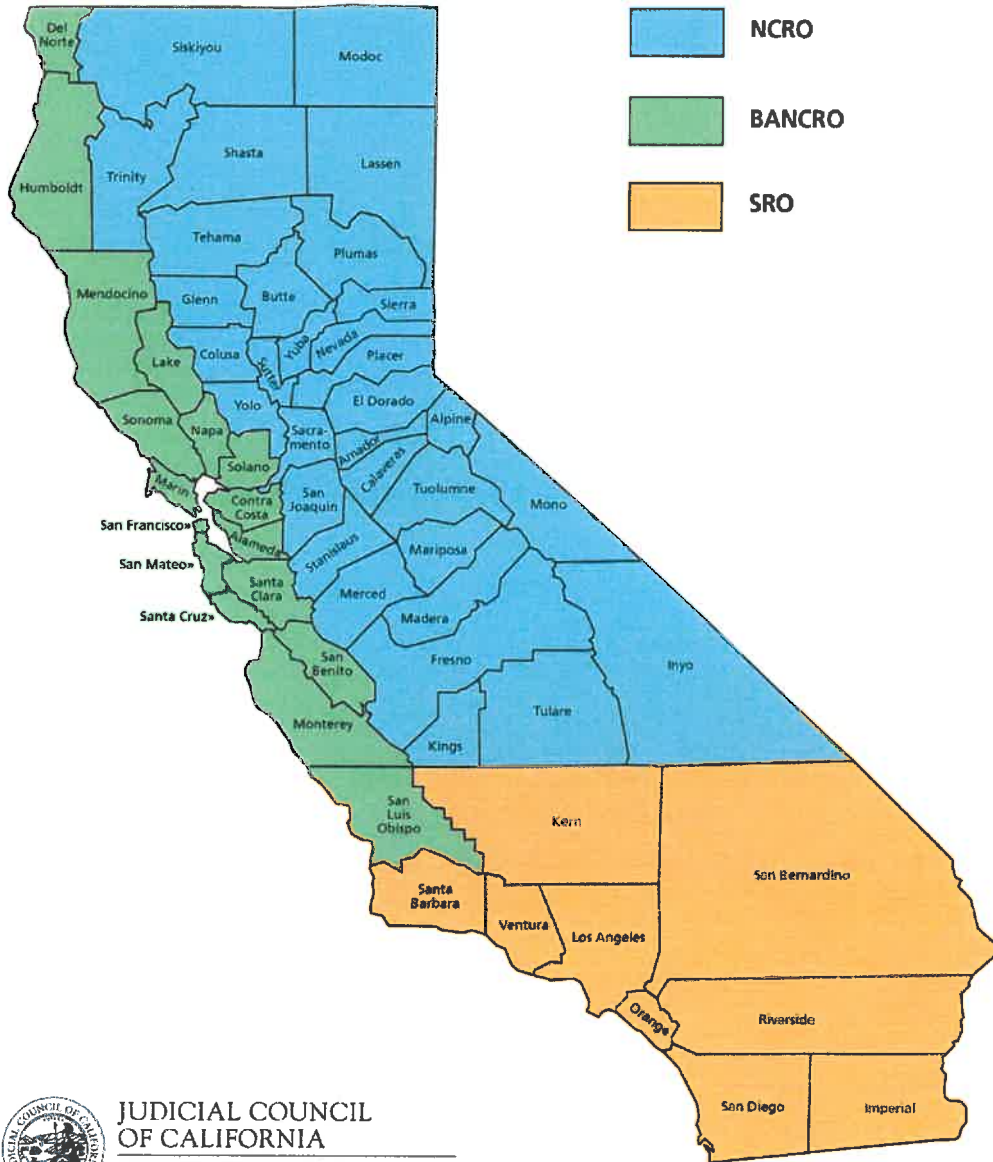 NCRO
BANCRO
SRO
Del
Norte
Siskiyou
Modoc
Humboldt
Trinity
Shasta
Lassen
Tehama
Plumas
Mendocino
Glenn
Butte
Sierra
Lake
Colusa
Sutter
Yuba
Nevada
Placer
Sonoma
Napa
Yolo
El Dorado
Sacra-
mento
Amador
Alpine
Solano
Marin
Calaveras
Contra
Costa
San
Joaquin
Tuolumne
Mono
San Francisco»
Alameda
Stanislaus
Mariposa
San Mateo»
Santa
Clara
Merced
Madera
Santa Cruz»
San
Benito
Fresno
Inyo
Monterey
Kings
Tulare
San
Luis
Obispo
Kern
San Bernardino
Santa
Barbara
Ventura
Los Angeles
Orange
Riverside
San Diego
Imperial
JUDICIAL COUNCIL
OF CALIFORNIA